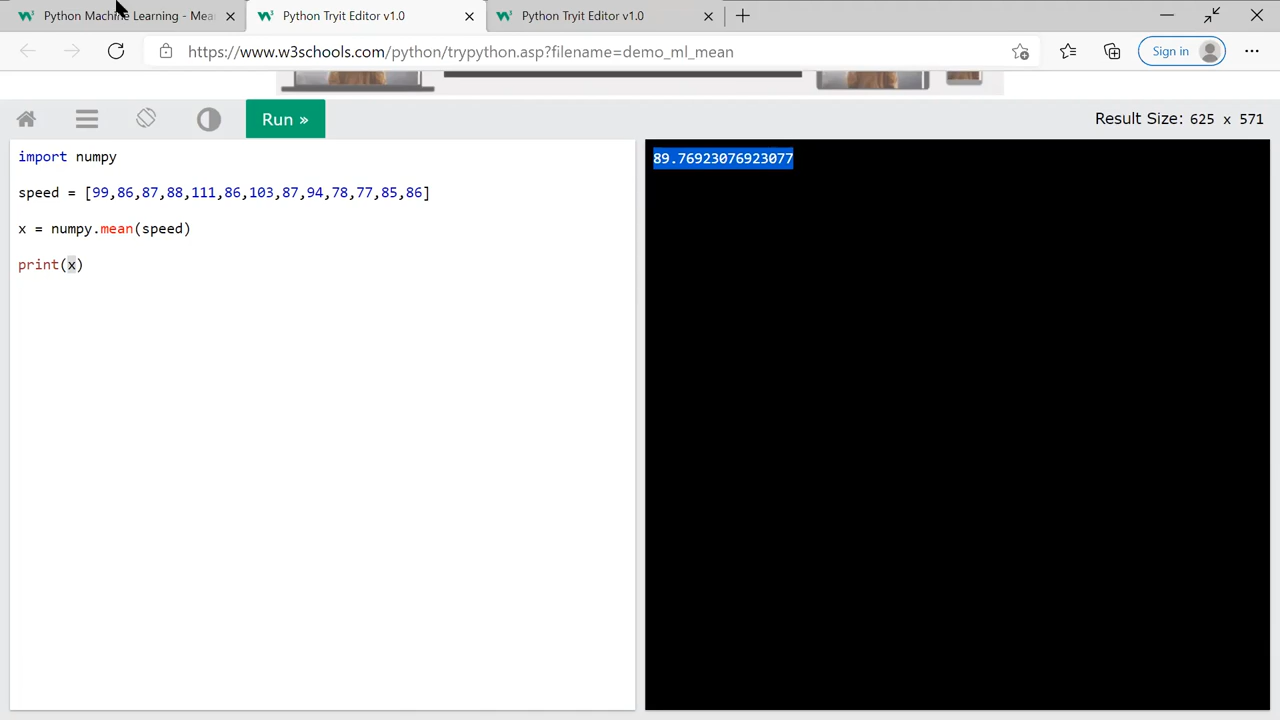 Python Machine Learning - Mea
Python Tryit Editor v1.0
Python Tryit Editor v1.0
https://www.w3schools.com/python/trypython.asp?filename=demo_ml_mean
Sign in
Run »
Result Size: 625 x 571
import numpy
speed = [99,86,87,88,111,86,103,87,94,78,77,85,86]
x = numpy.mean(speed)
print(x)
89.76923076923077